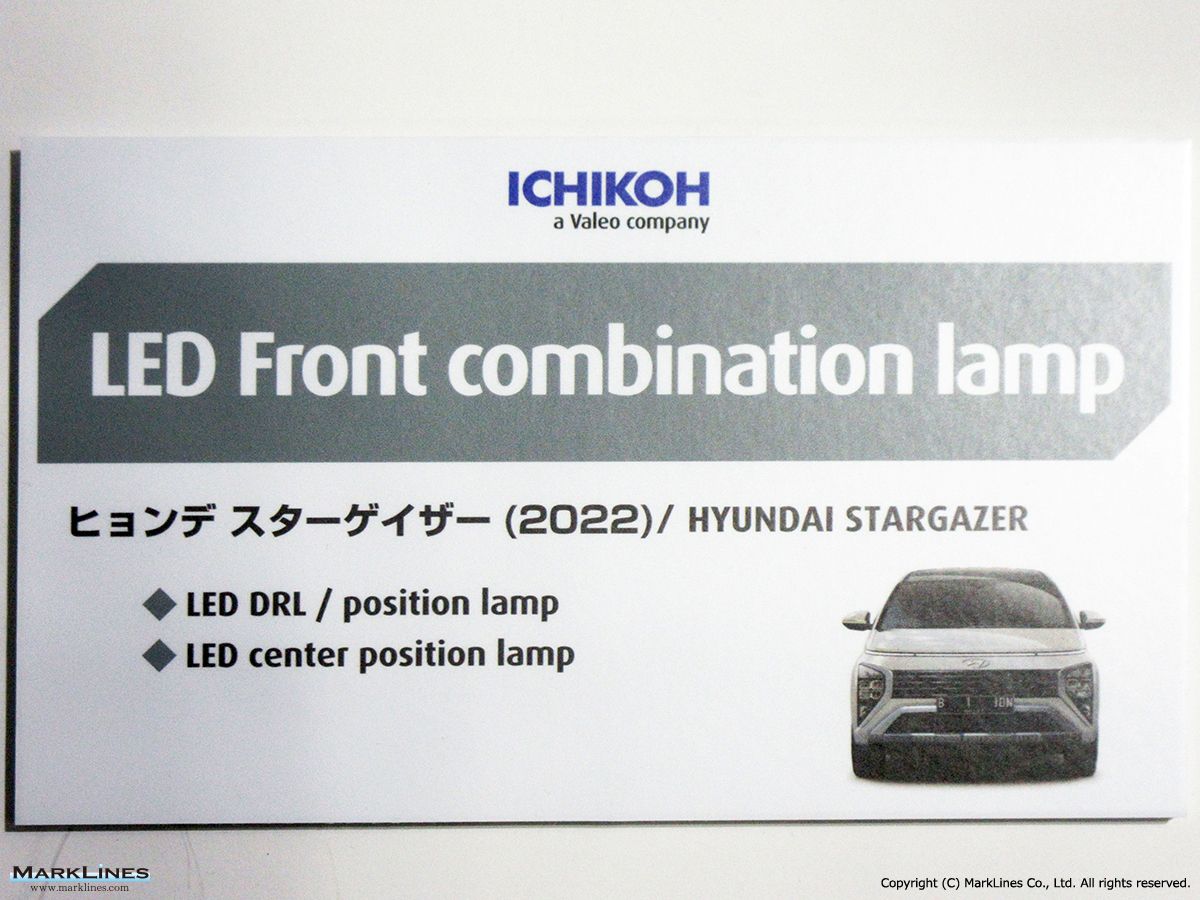 ICHIKOH
a Valeo company
LED Front combination lamp
ヒョンデ スターゲイザー (2022)/ HYUNDAI STARGAZER
◆ LED DRL / position lamp
◆ LED center position lamp
MARKLINES
www.marklines.com
Copyright (C) MarkLines Co., Ltd. All rights reserved.